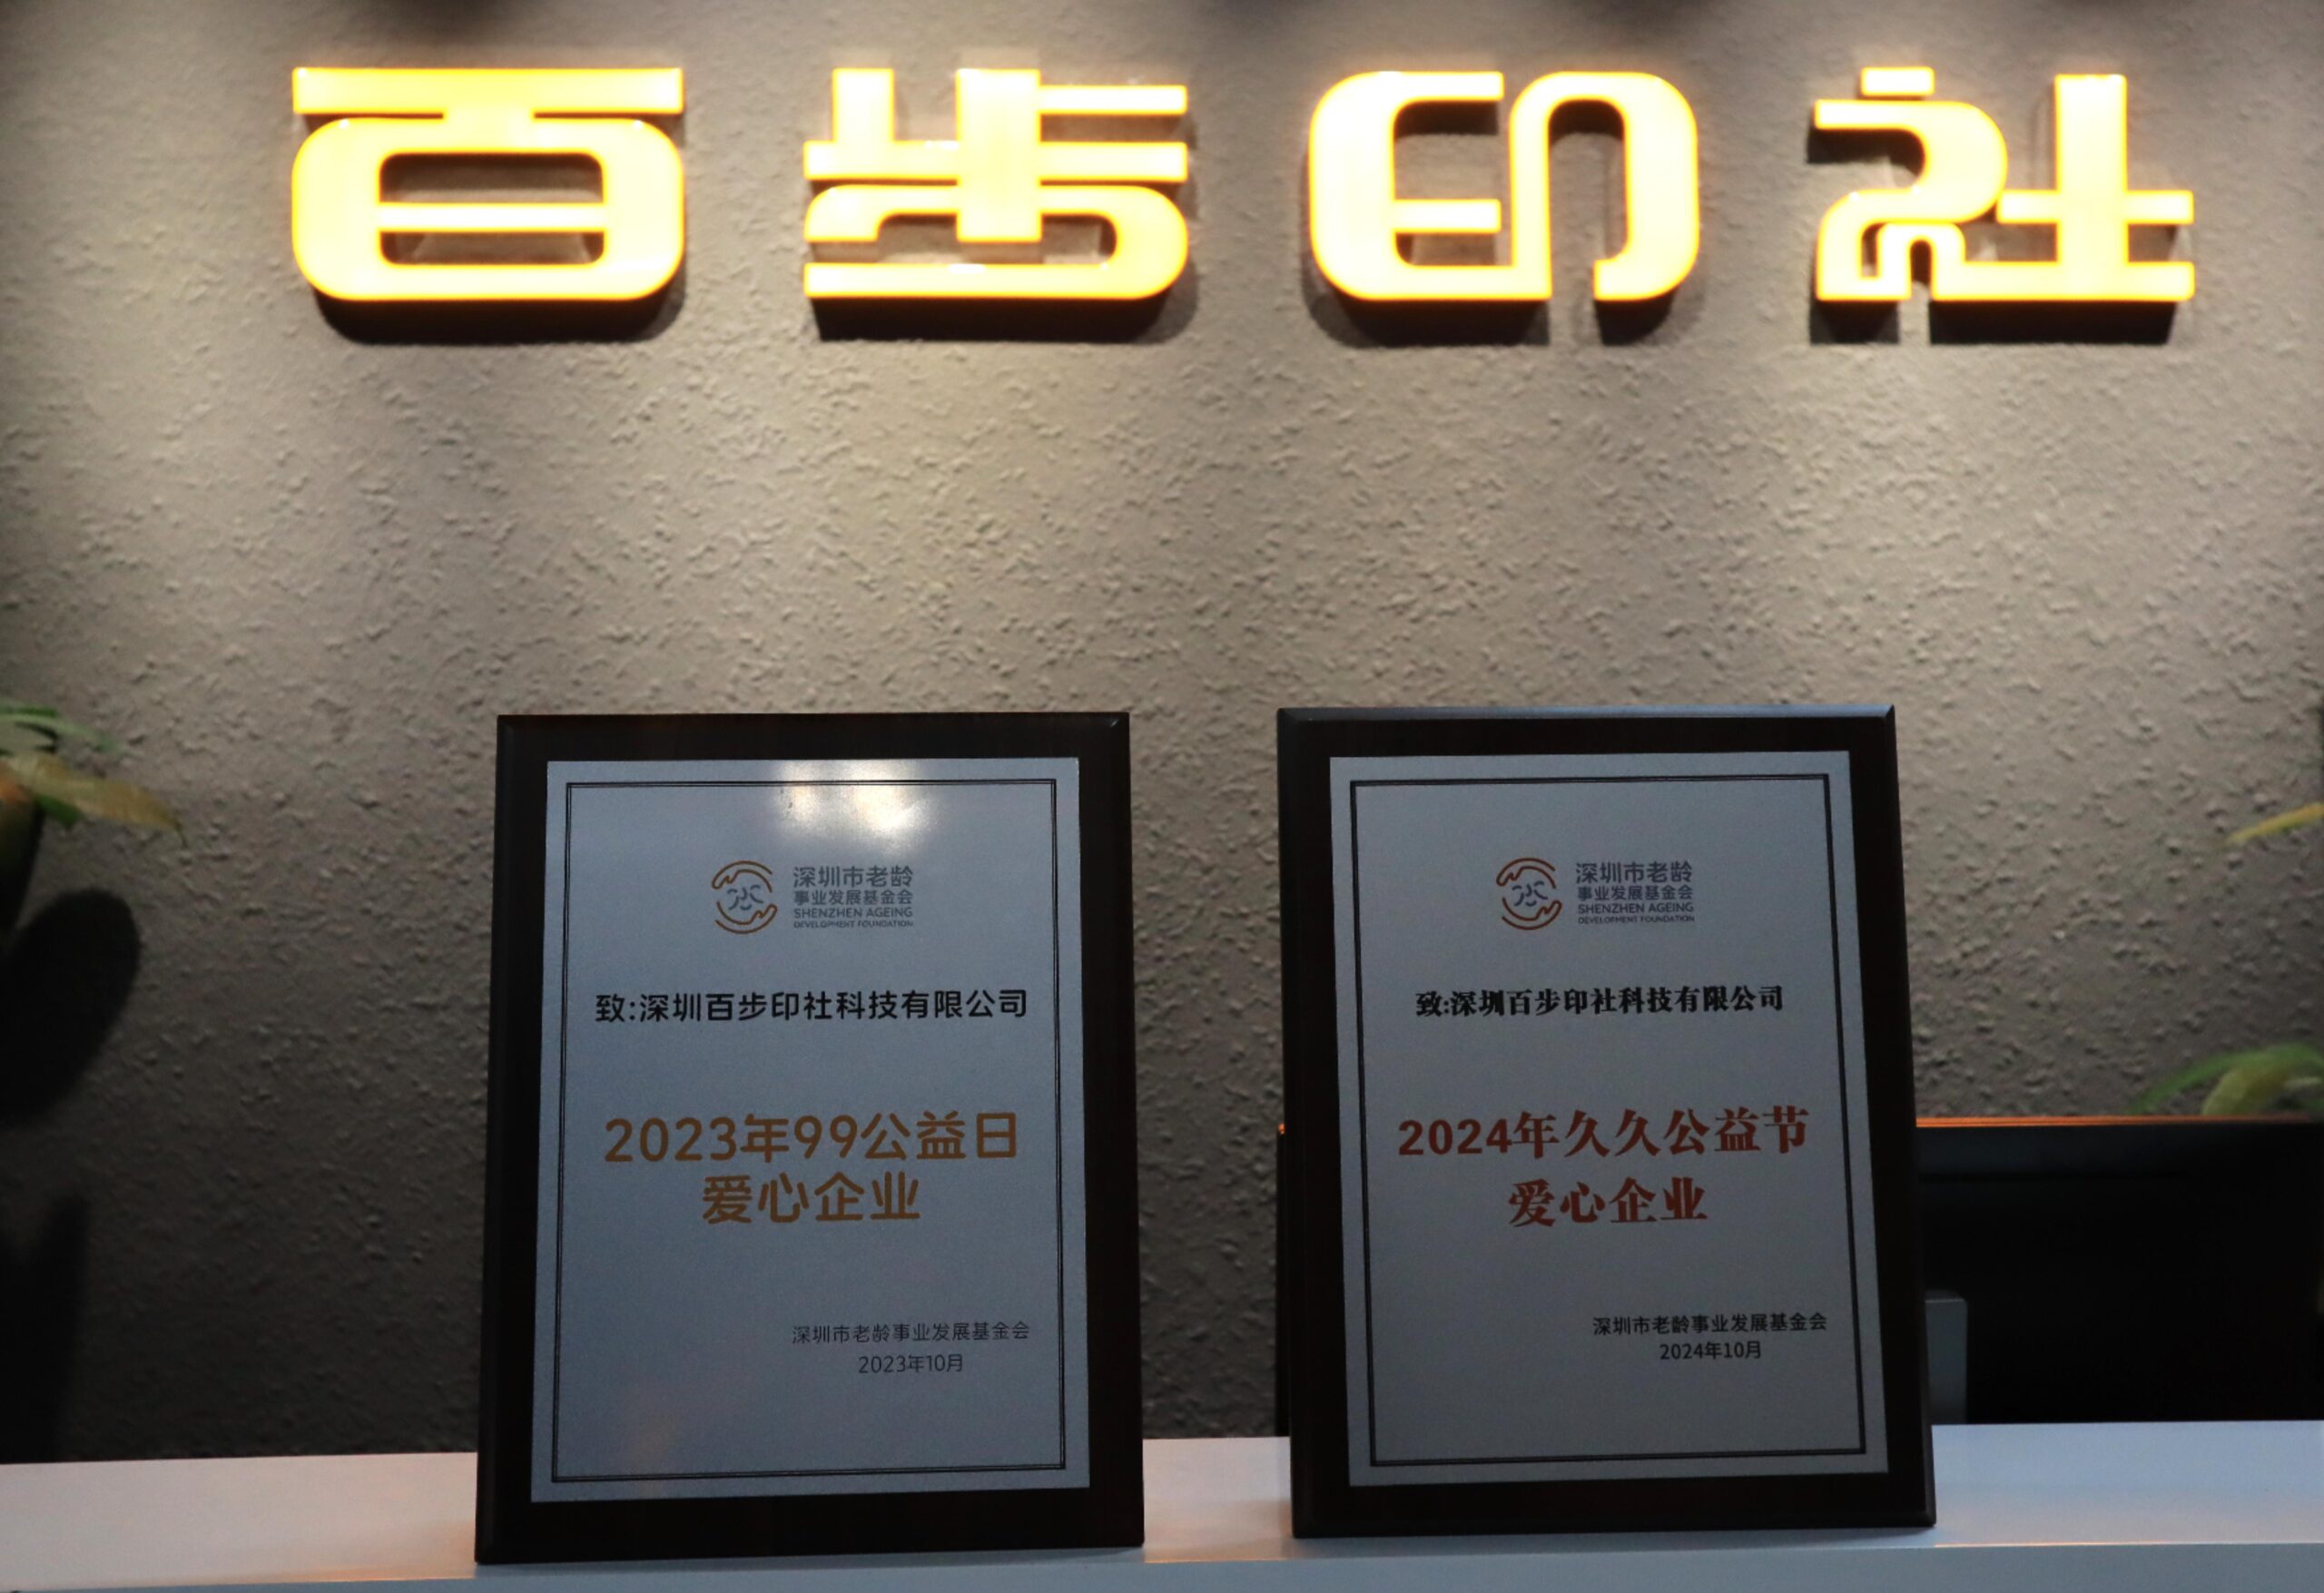 百步印社
深圳市老龄
事业发展基金会
SHENZHEN AGEING
DEVELOPMENT FOUNDATION
致:深圳百步印社科技有限公司
2023年99公益日
爱心企业
深圳市老龄事业发展基金会
2023年10月
深圳市老龄
事业发展基金会
SHENZHEN AGEING
DEVELOPMENT FOUNDATION
致:深圳百步印社科技有限公司
2024年久久公益节
爱心企业
深圳市老龄事业发展基金会
2024年10月